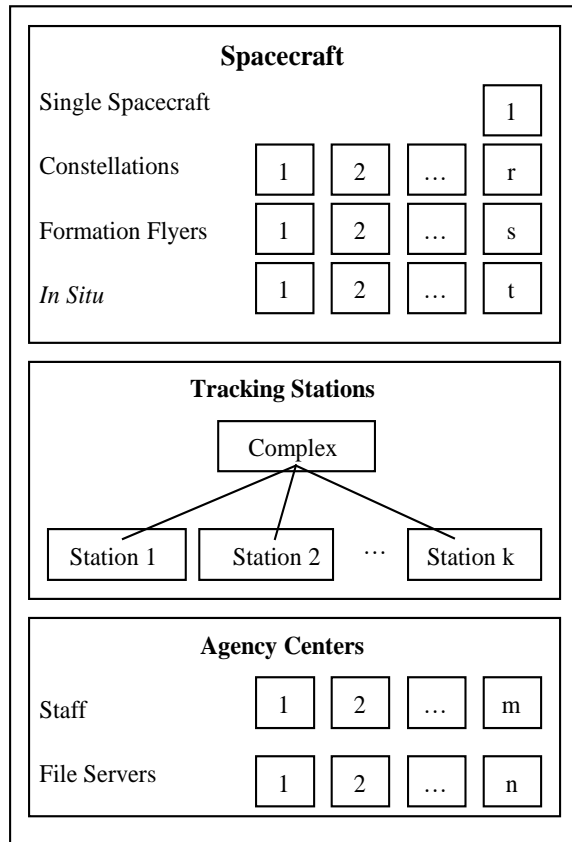 Spacecraft
Single Spacecraft 1
Constellations 1 2 … r
Formation Flyers 1 2 … s
In Situ 1 2 … t
Tracking Stations
Complex
Station 1 Station 2 … Station k
Agency Centers
Staff 1 2 … m
File Servers 1 2 … n